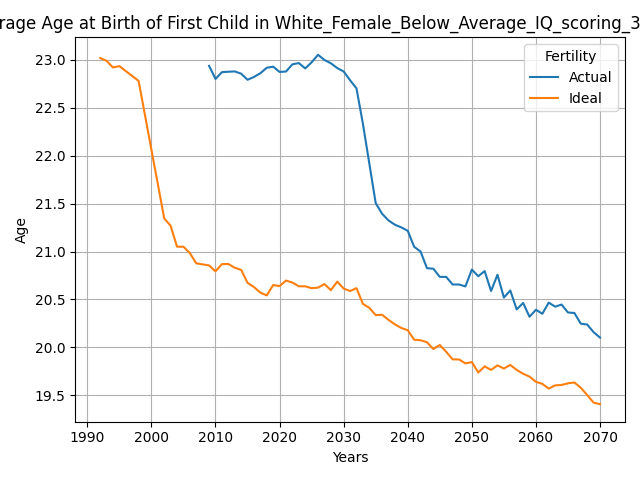 rage Age at Birth of First Child in White_Female_Below_Average_IQ_scoring_3
Fertility
Actual
Ideal
23.0
22.5
22.0
21.5
21.0
20.5
20.0
19.5
Age
1990 2000 2010 2020 2030 2040 2050 2060 2070
Years